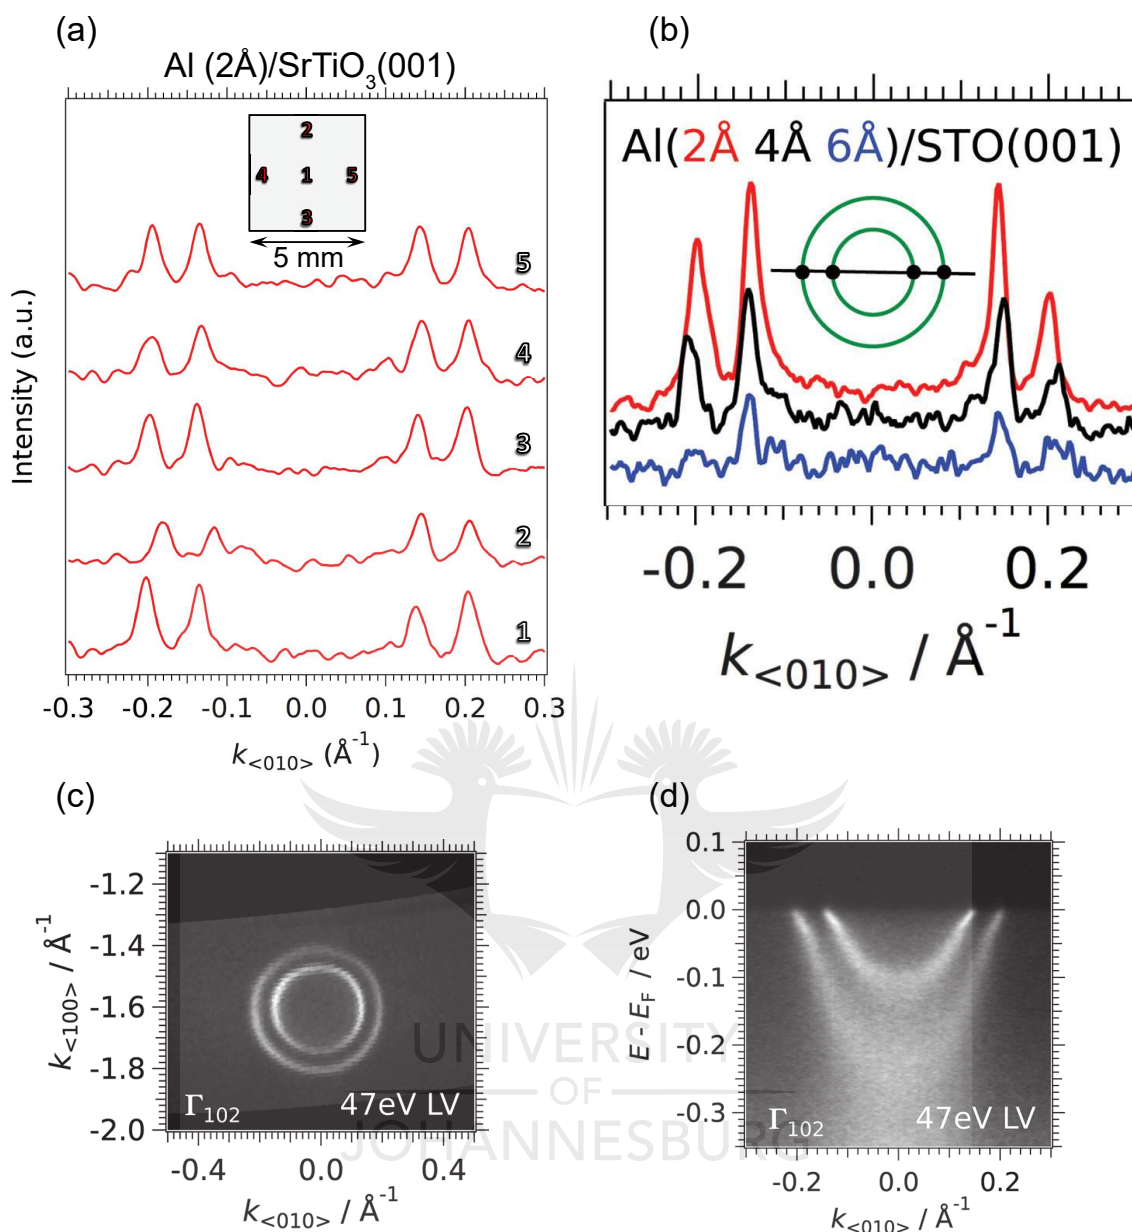 (a)
Al (2Å)/SrTiO₃(001)
2
4 1 5
3
5 mm
5
4
3
2
1
Intensity (a.u.)
-0.3 -0.2 -0.1 0.0 0.1 0.2 0.3
k<010> (Å⁻¹)
(b)
Al(2Å 4Å 6Å)/STO(001)
-0.2 0.0 0.2
k<010> / Å⁻¹
(c)
k<100> / Å⁻¹
-1.2
-1.4
-1.6
-1.8
-2.0
Γ₁₀₂ 47eV LV
-0.4 0.0 0.4
k<010> / Å⁻¹
(d)
E - E_F / eV
0.1
0.0
-0.1
-0.2
-0.3
Γ₁₀₂ 47eV LV
-0.2 0.0 0.2
k<010> / Å⁻¹
UNIVERSITY
OF
JOHANNESBURG